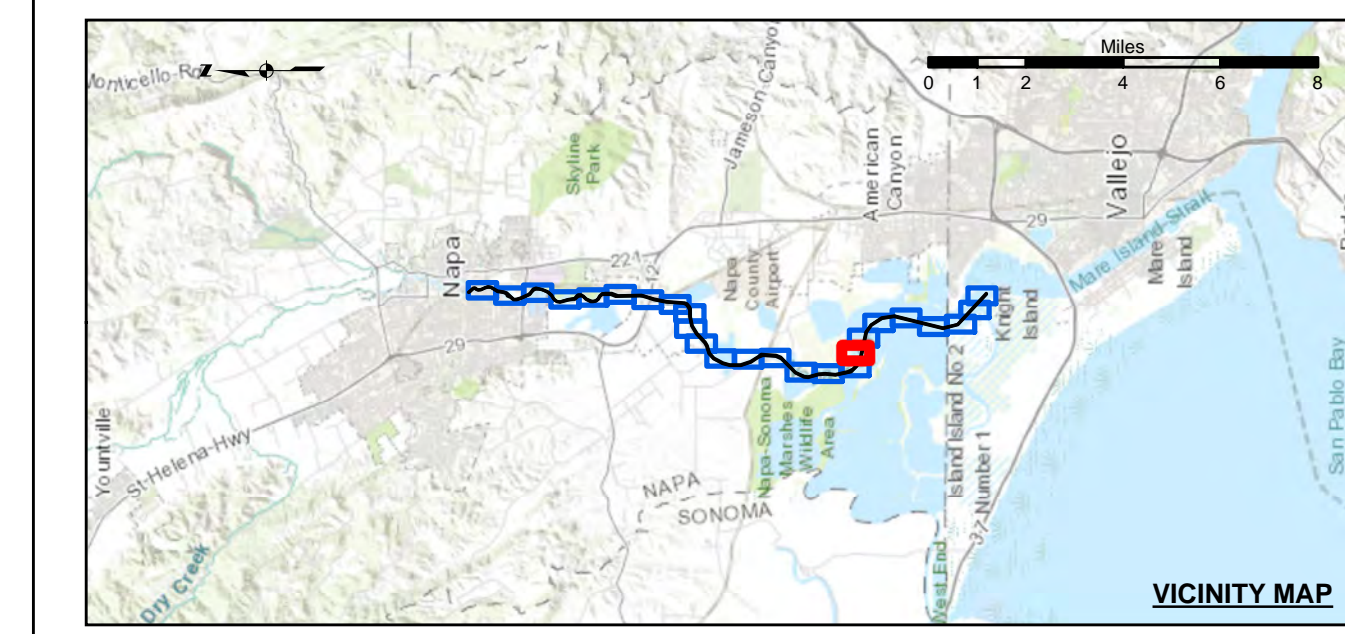 Monticello-Rd
Z
Miles
0 1 2 4 6 8
Jameson Canyo
Skyline
Park
American
Canyon
Vallejo
Napa
221
12
29
Mare Island-Strait
Mare
Island
Napa
County
Airport
Knight
Island
29
Yountville
St-Helena-Hwy
Napa-Sonoma
Marshes
Wildlife
Area
Island Island No 2
San Pablo Bay
NAPA
SONOMA
37-Number 1
Dry Creek
West End
VICINITY MAP